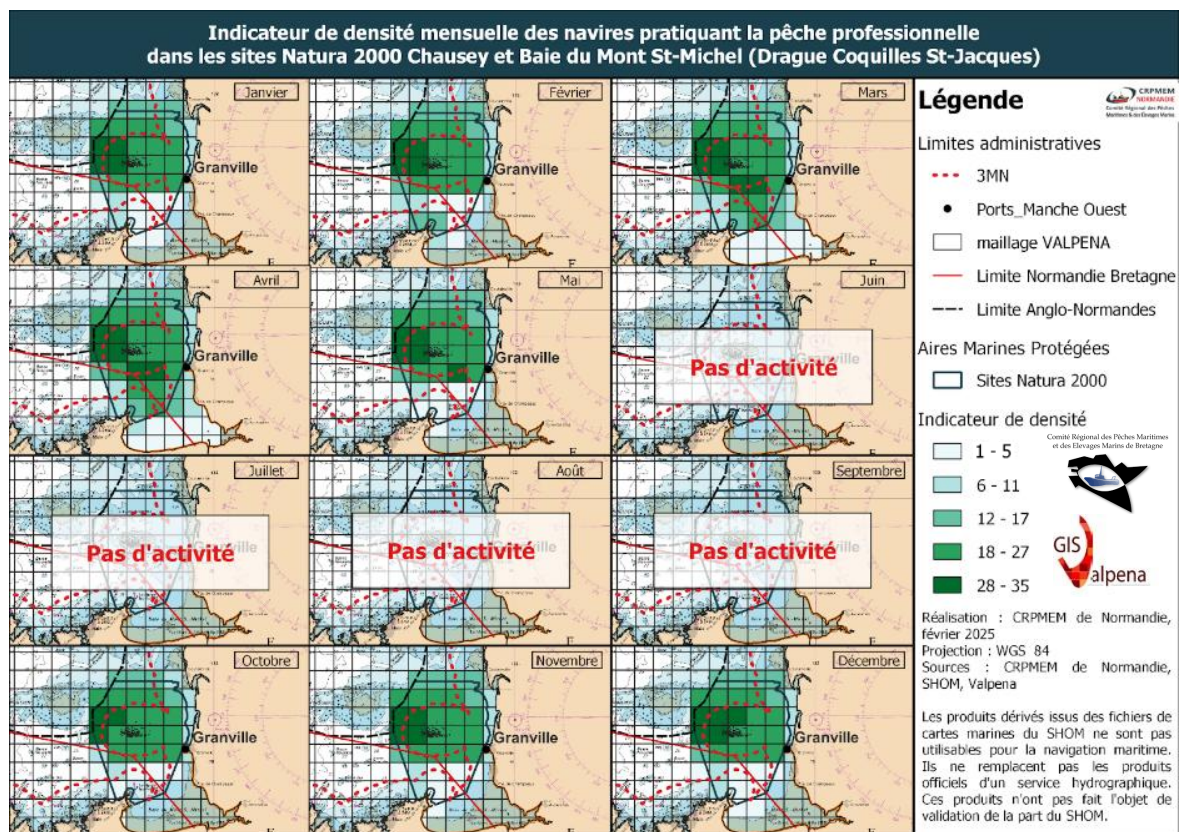 Indicateur de densité mensuelle des navires pratiquant la pêche professionnelle
dans les sites Natura 2000 Chausey et Baie du Mont St-Michel (Drague Coquilles St-Jacques)
Janvier
Granville
Février
Granville
Mars
Granville
Avril
Granville
Mai
Granville
Juin
Pas d'activité
Juillet
Pas d'activité
Août
Pas d'activité
Septembre
Pas d'activité
Octobre
Granville
Novembre
Granville
Décembre
Granville
Légende
CRPMEM
NORMANDIE
Comité Régional des Pêches
Maritimes & des Élevages Marins
Limites administratives
3MN
Ports_Manche Ouest
maillage VALPENA
Limite Normandie Bretagne
Limite Anglo-Normandes
Aires Marines Protégées
Sites Natura 2000
Indicateur de densité
1 - 5
6 - 11
12 - 17
18 - 27
28 - 35
Comité Régional des Pêches Maritimes
et des Elevages Marins de Bretagne
GIS
Valpena
Réalisation : CRPMEM de Normandie,
février 2025
Projection : WGS 84
Sources : CRPMEM de Normandie,
SHOM, Valpena
Les produits dérivés issus des fichiers de
cartes marines du SHOM ne sont pas
utilisables pour la navigation maritime.
Ils ne remplacent pas les produits
officiels d'un service hydrographique.
Ces produits n'ont pas fait l'objet de
validation de la part du SHOM.